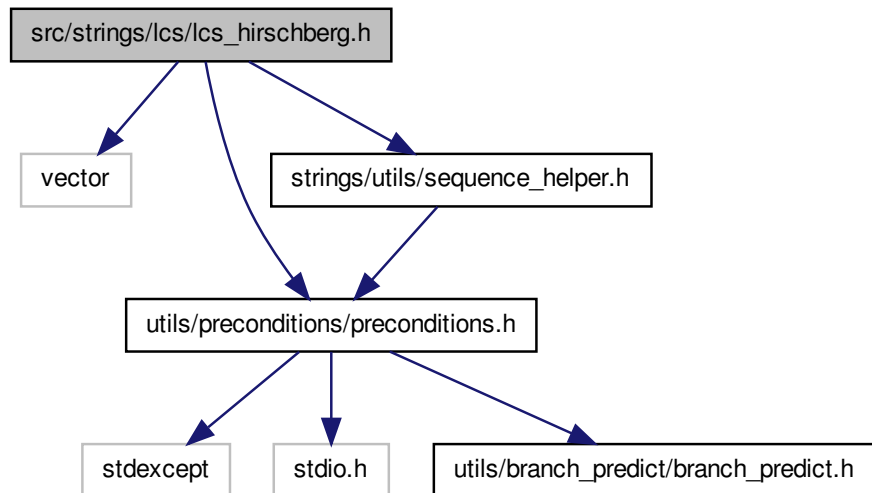 src/strings/lcs/lcs_hirschberg.h
vector
strings/utils/sequence_helper.h
utils/preconditions/preconditions.h
stdexcept
stdio.h
utils/branch_predict/branch_predict.h